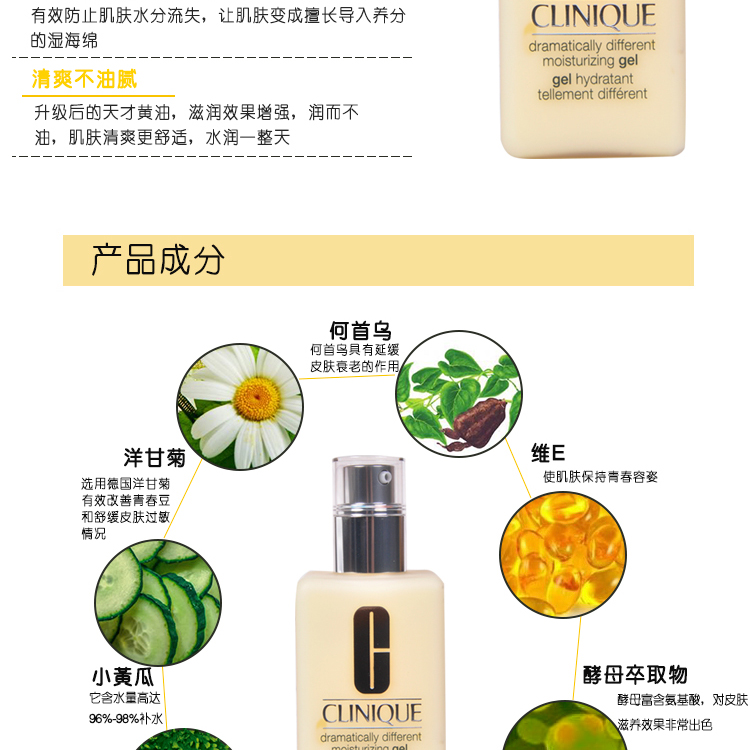 有效防止肌肤水分流失，让肌肤变成擅长导入养分
的湿海绵
清爽不油腻
升级后的天才黄油，滋润效果增强，润而不
油，肌肤清爽更舒适，水润一整天
CLINIQUE
dramatically different
moisturizing gel
gel hydratant
tellement différent
产品成分
何首乌
何首乌具有延缓
皮肤衰老的作用
洋甘菊
选用德国洋甘菊
有效改善青春豆
和舒缓皮肤过敏
情况
维E
使肌肤保持青春容姿
小黃瓜
它含水量高达
96%-98%补水
酵母卒取物
酵母富含氨基酸，对皮肤
滋养效果非常出色
CLINIQUE
dramatically different
moisturizing gel